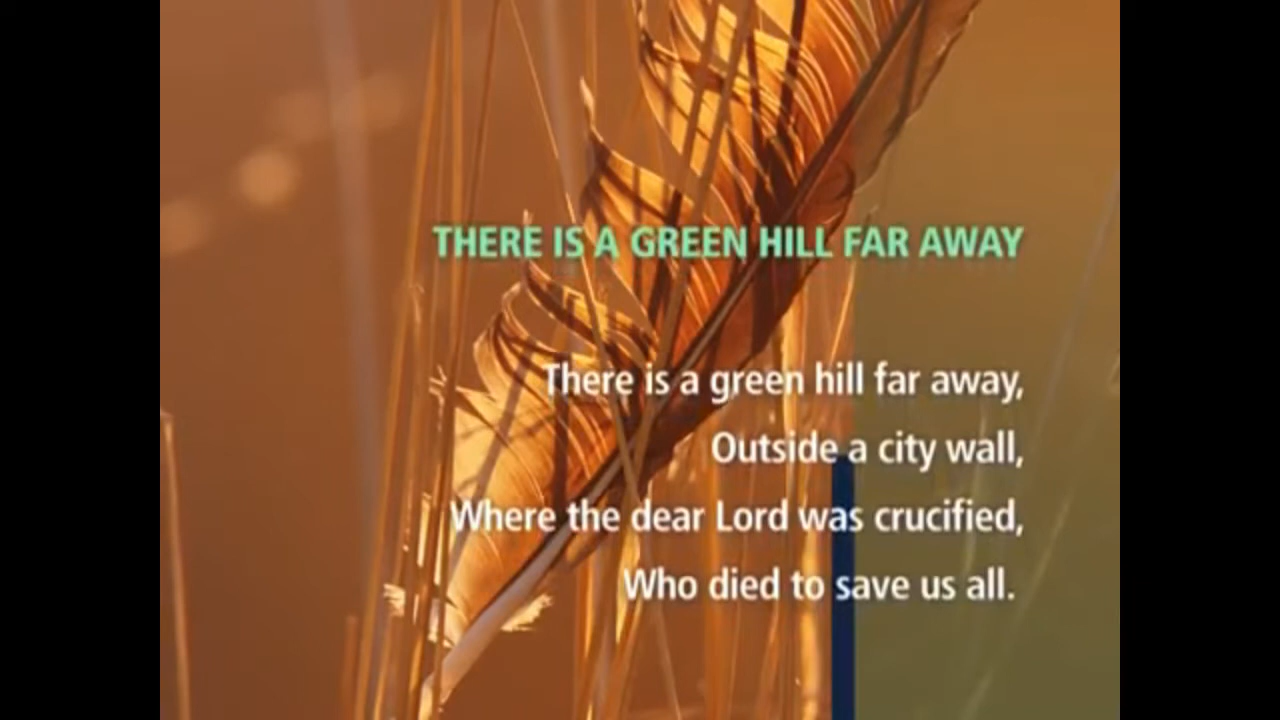 THERE IS A GREEN HILL FAR AWAY
There is a green hill far away,
Outside a city wall,
Where the dear Lord was crucified,
Who died to save us all.